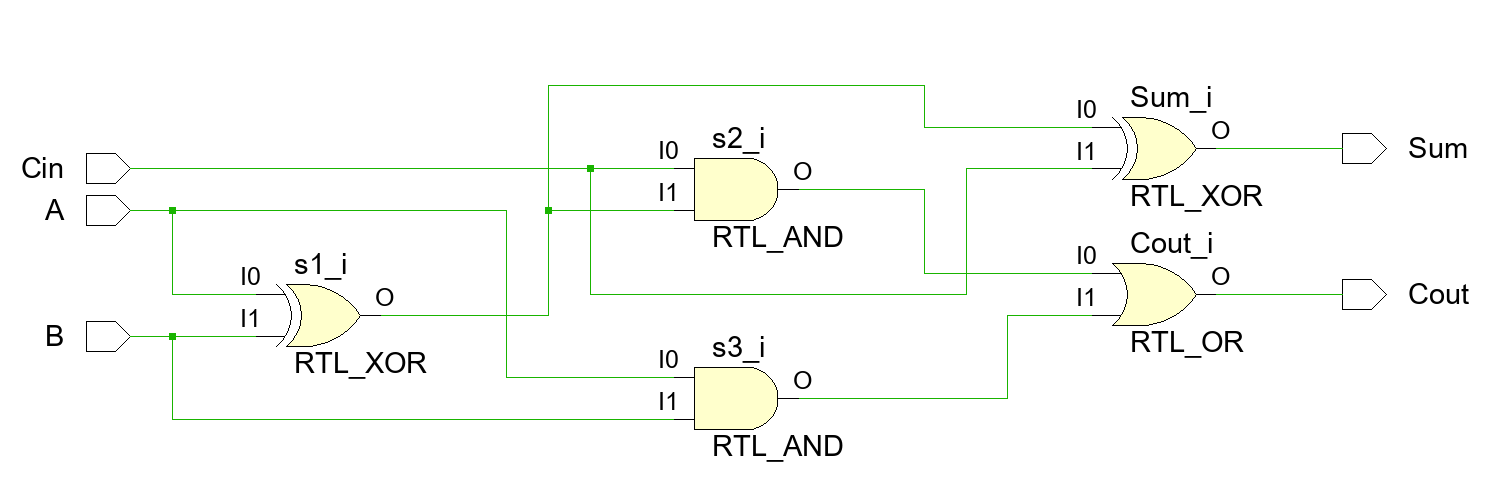 Sum_i
I0
O
I1
Sum
RTL_XOR
s2_i
I0
O
I1
RTL_AND
Cin
A
Cout_i
I0
O
I1
Cout
RTL_OR
s1_i
I0
O
I1
RTL_XOR
B
s3_i
I0
O
I1
RTL_AND